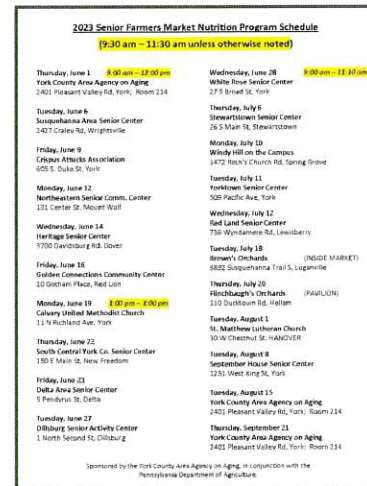 2023 Senior Farmers Market Nutrition Program Schedule
(9:30 am – 11:30 am unless otherwise noted)
Thursday, June 1 9:00 am – 12:00 pm
York County Area Agency on Aging
2401 Pleasant Valley Rd, York; Room 214
Tuesday, June 6
Susquehanna Area Senior Center
2427 Craley Rd, Wrightsville
Friday, June 9
Crispus Attucks Association
605 S. Duke St, York
Monday, June 12
Northeastern Senior Comm. Center
131 Center St, Mount Wolf
Wednesday, June 14
Heritage Senior Center
3700 Davidsburg Rd, Dover
Friday, June 16
Golden Connections Community Center
20 Gotham Place, Red Lion
Monday, June 19 1:00 pm – 3:00 pm
Calvary United Methodist Church
11 N Richland Ave, York
Thursday, June 22
South Central York Co. Senior Center
150 E Main St, New Freedom
Friday, June 23
Delta Area Senior Center
5 Pendyrus St, Delta
Tuesday, June 27
Dillsburg Senior Activity Center
1 North Second St, Dillsburg
Wednesday, June 28 9:00 am – 11:30 am
White Rose Senior Center
27 S Broad St, York
Thursday, July 6
Stewartstown Senior Center
26 S Main St, Stewartstown
Monday, July 10
Windy Hill on the Campus
1472 Roth's Church Rd, Spring Grove
Tuesday, July 11
Yorktown Senior Center
509 Pacific Ave, York
Wednesday, July 12
Red Land Senior Center
736 Wyndamere Rd, Lewisberry
Tuesday, July 18
Brown's Orchards (INSIDE MARKET)
8892 Susquehanna Trail S, Loganville
Thursday, July 20
Flinchbaugh's Orchards (PAVILION)
110 Ducktown Rd, Hellam
Tuesday, August 1
St. Matthew Lutheran Church
30 W Chestnut St. HANOVER
Tuesday, August 8
September House Senior Center
1251 West King St, York
Tuesday, August 15
York County Area Agency on Aging
2401 Pleasant Valley Rd, York; Room 214
Thursday, September 21
York County Area Agency on Aging
2401 Pleasant Valley Rd, York; Room 214
Sponsored by the York County Area Agency on Aging, in conjunction with the
Pennsylvania Department of Agriculture.